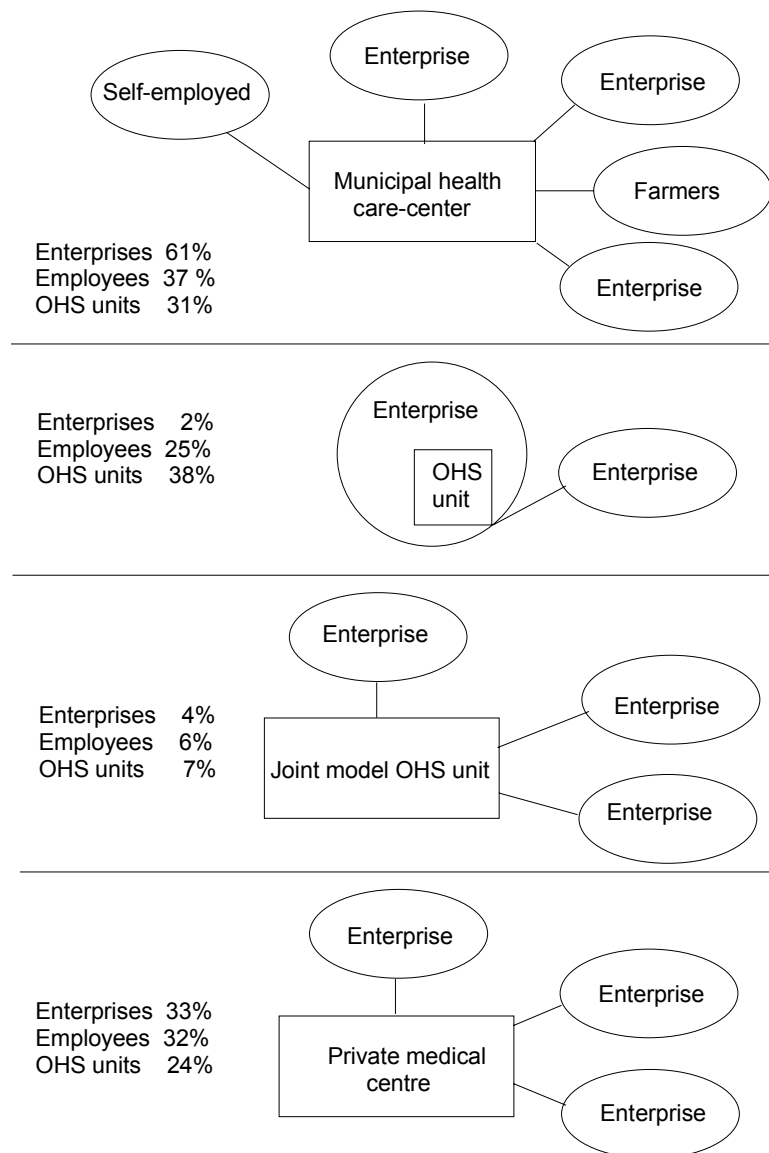 Enterprise
Self-employed
Enterprise
Municipal health
care-center
Farmers
Enterprise
Enterprises 61%
Employees 37 %
OHS units 31%
Enterprises 2%
Employees 25%
OHS units 38%
Enterprise
OHS
unit
Enterprise
Enterprise
Enterprises 4%
Employees 6%
OHS units 7%
Joint model OHS unit
Enterprise
Enterprise
Enterprise
Enterprises 33%
Employees 32%
OHS units 24%
Private medical
centre
Enterprise
Enterprise